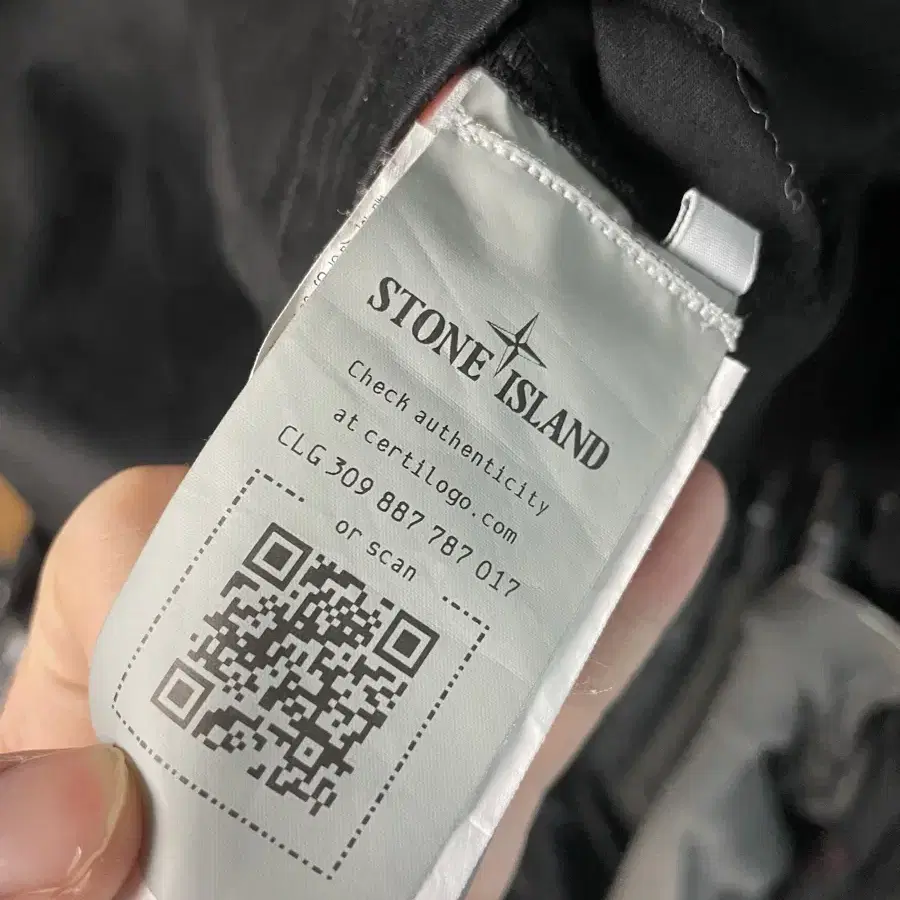 STONE ISLAND
Check authenticity
at certilogo.com
CLG 309 887 787 017
or scan